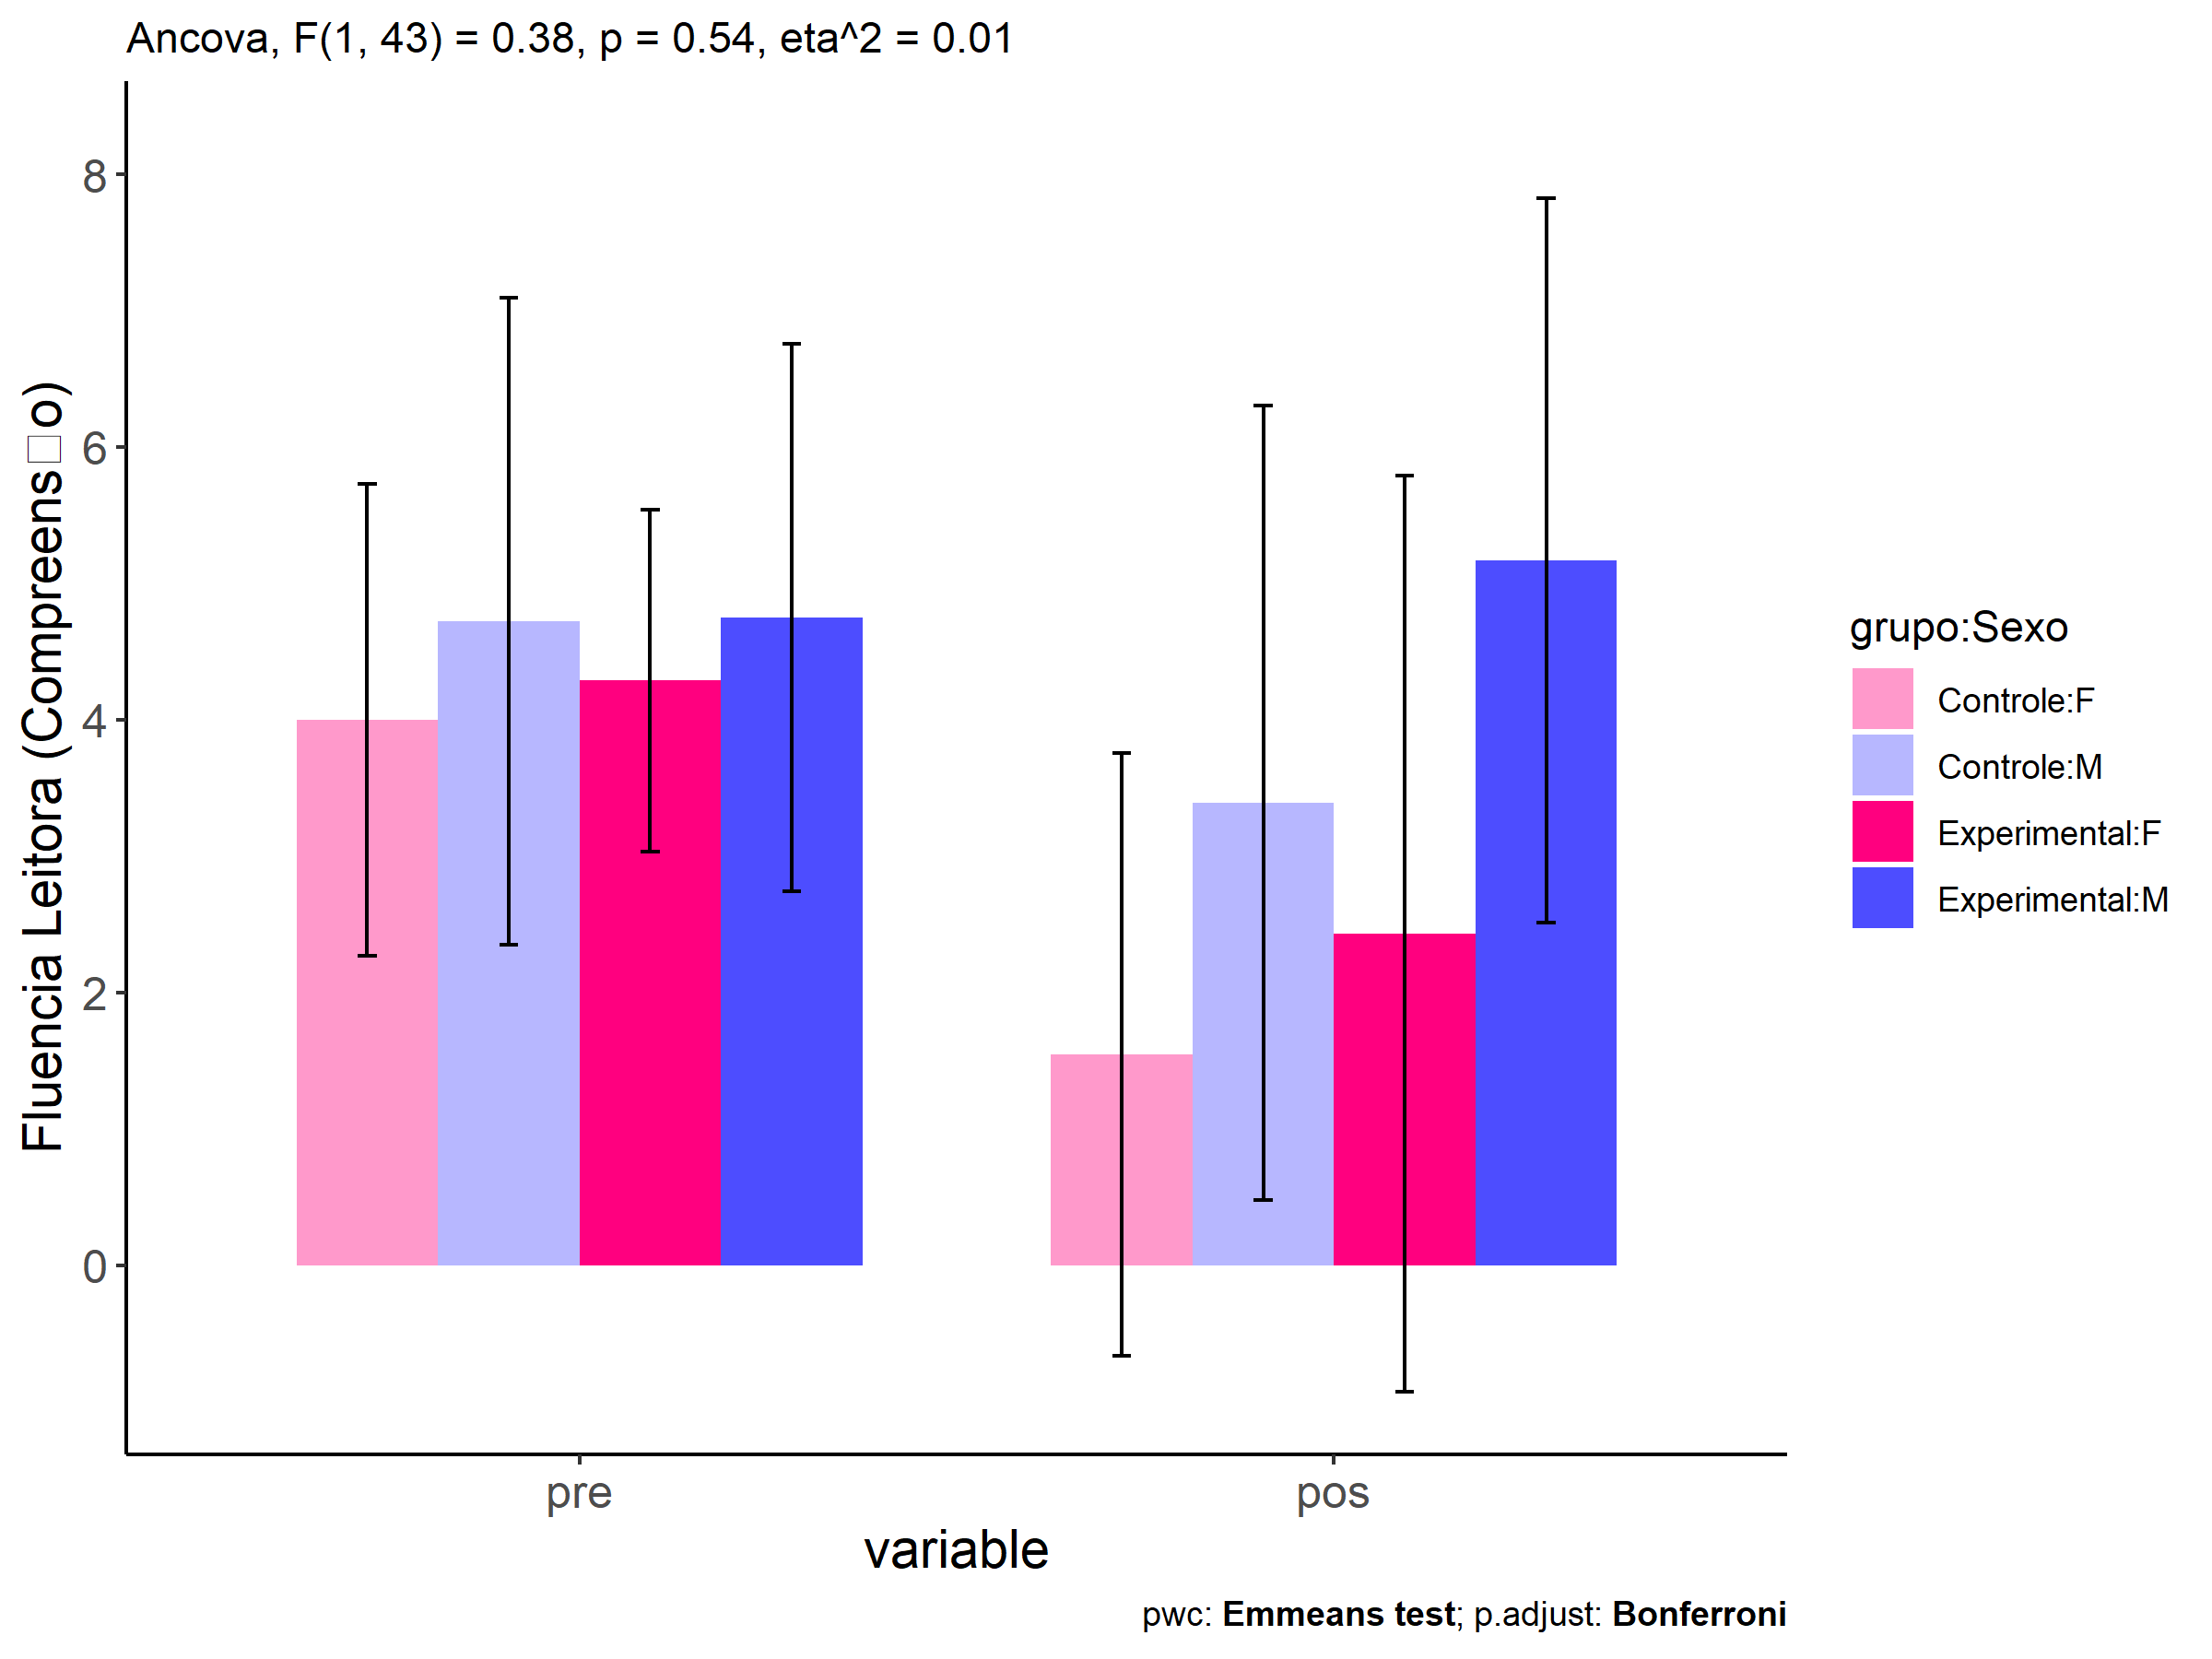 Ancova, F(1, 43) = 0.38, p = 0.54, eta^2 = 0.01
Fluencia Leitora (Compreens□o)
8
6
4
2
0
pre
pos
variable
grupo:Sexo
Controle:F
Controle:M
Experimental:F
Experimental:M
pwc: Emmeans test; p.adjust: Bonferroni